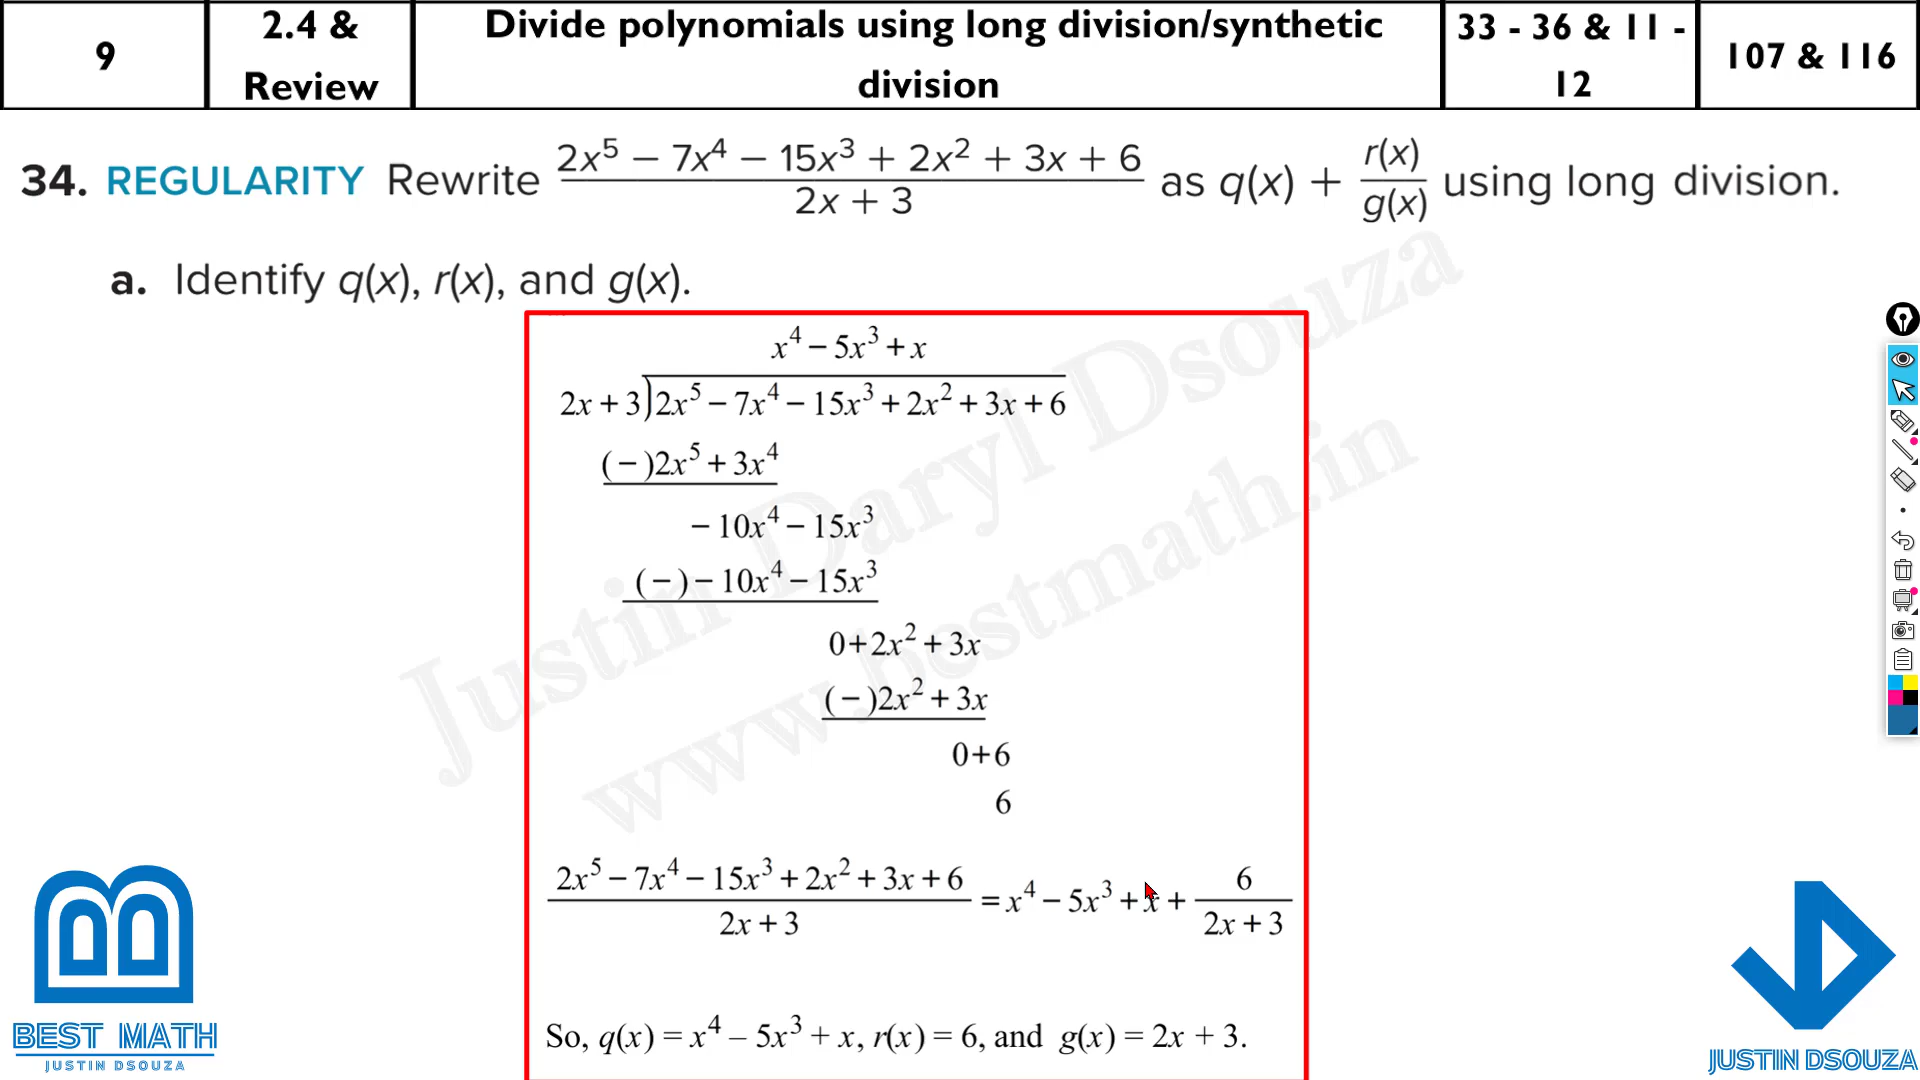 9
2.4 &
Review
Divide polynomials using long division/synthetic
division
33 - 36 & 11 -
12
107 & 116
34. REGULARITY Rewrite (2x⁵ − 7x⁴ − 15x³ + 2x² + 3x + 6)/(2x + 3) as q(x) + r(x)/g(x) using long division.
a. Identify q(x), r(x), and g(x).
x⁴ − 5x³ + x
2x + 3)2x⁵ − 7x⁴ − 15x³ + 2x² + 3x + 6
(−)2x⁵ + 3x⁴
− 10x⁴ − 15x³
(−) − 10x⁴ − 15x³
0+2x² + 3x
(−)2x² + 3x
0+6
6
(2x⁵ − 7x⁴ − 15x³ + 2x² + 3x + 6)/(2x + 3) = x⁴ − 5x³ + x + 6/(2x + 3)
So, q(x) = x⁴ – 5x³ + x, r(x) = 6, and g(x) = 2x + 3.
Justin Daryl Dsouza
www.bestmath.in
BEST MATH
JUSTIN DSOUZA
JUSTIN DSOUZA